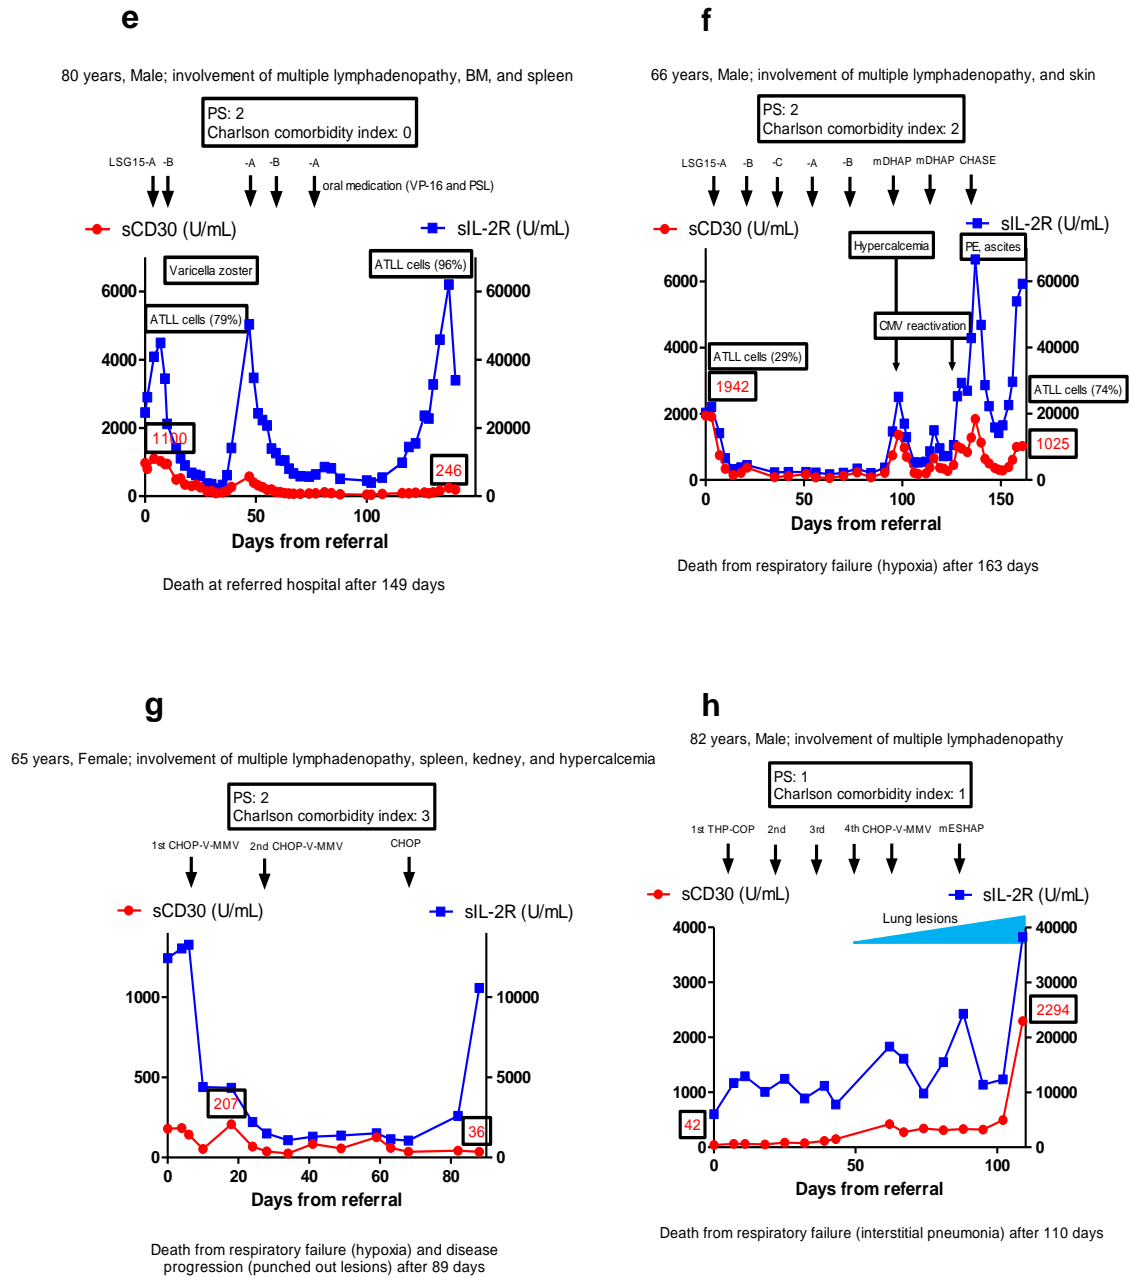 e
80 years, Male; involvement of multiple lymphadenopathy, BM, and spleen
PS: 2
Charlson comorbidity index: 0
LSG15-A -B -A -B -A
oral medication (VP-16 and PSL)
sCD30 (U/mL) sIL-2R (U/mL)
Varicella zoster
ATLL cells (96%)
ATLL cells (79%)
1100
246
6000
4000
2000
0
60000
40000
20000
0
0 50 100
Days from referral
Death at referred hospital after 149 days
f
66 years, Male; involvement of multiple lymphadenopathy, and skin
PS: 2
Charlson comorbidity index: 2
LSG15-A -B -C -A -B mDHAP mDHAP CHASE
sCD30 (U/mL) sIL-2R (U/mL)
Hypercalcemia
PE, ascites
CMV reactivation
ATLL cells (29%)
1942
ATLL cells (74%)
1025
6000
4000
2000
0
60000
40000
20000
0
0 50 100 150
Days from referral
Death from respiratory failure (hypoxia) after 163 days
g
65 years, Female; involvement of multiple lymphadenopathy, spleen, kedney, and hypercalcemia
PS: 2
Charlson comorbidity index: 3
1st CHOP-V-MMV 2nd CHOP-V-MMV CHOP
sCD30 (U/mL) sIL-2R (U/mL)
207
36
1000
500
0
10000
5000
0
0 20 40 60 80
Days from referral
Death from respiratory failure (hypoxia) and disease
progression (punched out lesions) after 89 days
h
82 years, Male; involvement of multiple lymphadenopathy
PS: 1
Charlson comorbidity index: 1
1st THP-COP 2nd 3rd 4th CHOP-V-MMV mESHAP
sCD30 (U/mL) sIL-2R (U/mL)
Lung lesions
42
2294
4000
3000
2000
1000
0
40000
30000
20000
10000
0
0 50 100
Days from referral
Death from respiratory failure (interstitial pneumonia) after 110 days